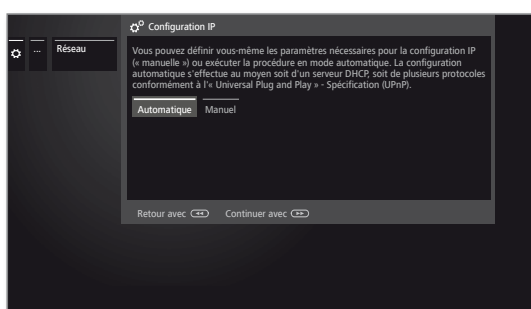 Configuration IP
... Réseau
Vous pouvez définir vous-même les paramètres nécessaires pour la configuration IP
(« manuelle ») ou exécuter la procédure en mode automatique. La configuration
automatique s'effectue au moyen soit d'un serveur DHCP, soit de plusieurs protocoles
conformément à l'« Universal Plug and Play » - Spécification (UPnP).
Automatique Manuel
Retour avec Continuer avec